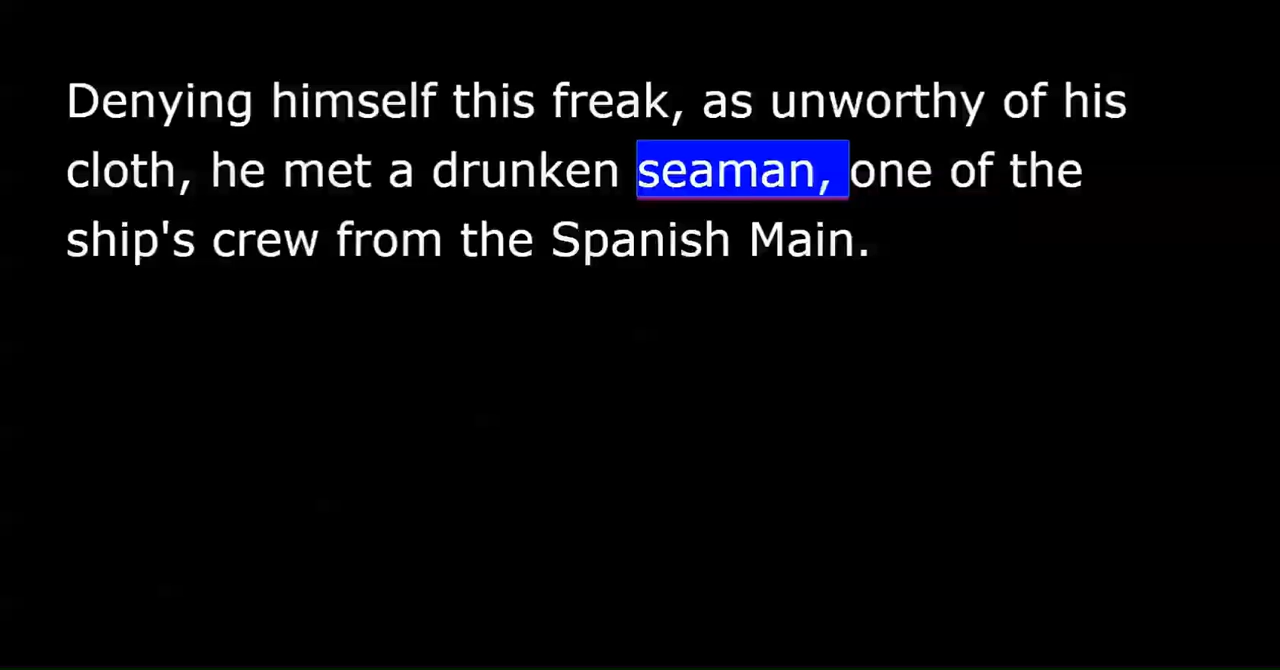 Denying himself this freak, as unworthy of his
cloth, he met a drunken seaman, one of the
ship's crew from the Spanish Main.